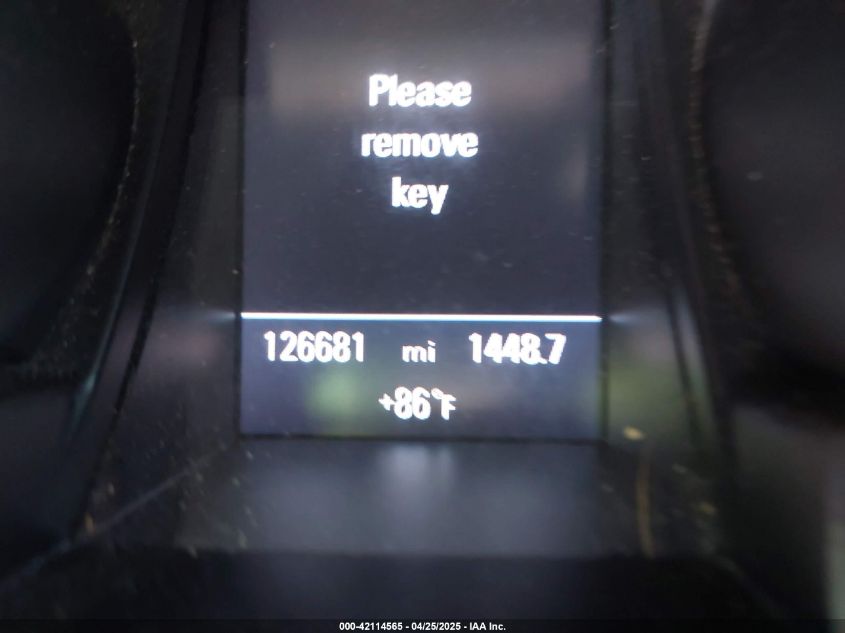 Please
remove
key
126681 mi 1448.7
+86°F
000-42114565 - 04/25/2025 - IAA Inc.